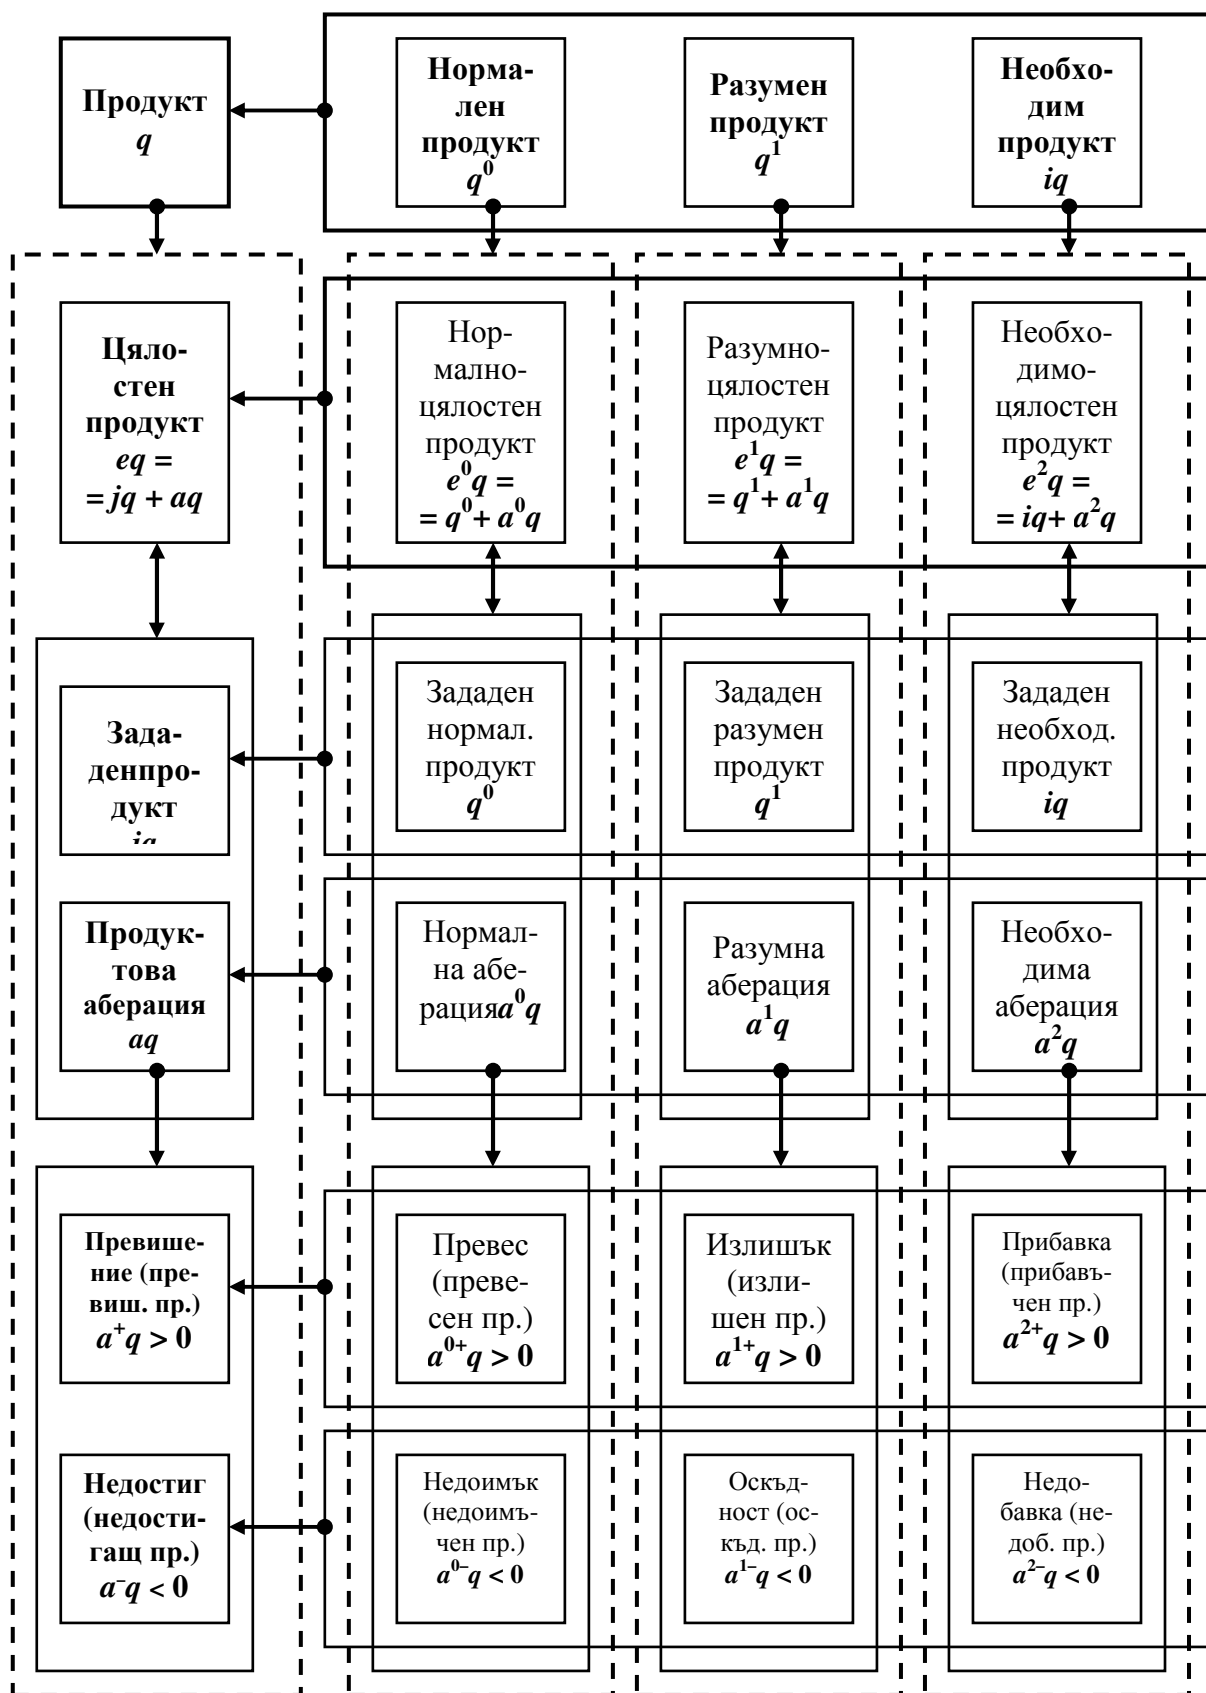 Продукт
q
Норма-
лен
продукт
q⁰
Разумен
продукт
q¹
Необхо-
дим
продукт
iq
Цяло-
стен
продукт
eq =
= jq + aq
Нор-
мално-
цялостен
продукт
e⁰q =
= q⁰+ a⁰q
Разумно-
цялостен
продукт
e¹q =
= q¹+ a¹q
Необхо-
димо-
цялостен
продукт
e²q =
= iq+ a²q
Зада-
денпро-
дукт
jq
Зададен
нормал.
продукт
q⁰
Зададен
разумен
продукт
q¹
Зададен
необход.
продукт
iq
Продук-
това
аберация
aq
Нормал-
на абе-
рацияa⁰q
Разумна
аберация
a¹q
Необхо-
дима
аберация
a²q
Превише-
ние (пре-
виш. пр.)
a⁺q > 0
Превес
(преве-
сен пр.)
a⁰⁺q > 0
Излишък
(изли-
шен пр.)
a¹⁺q > 0
Прибавка
(прибавъ-
чен пр.)
a²⁺q > 0
Недостиг
(недости-
гащ пр.)
a⁻q < 0
Недоимък
(недоимъ-
чен пр.)
a⁰⁻q < 0
Оскъд-
ност (ос-
къд. пр.)
a¹⁻q < 0
Недо-
бавка (не-
доб. пр.)
a²⁻q < 0